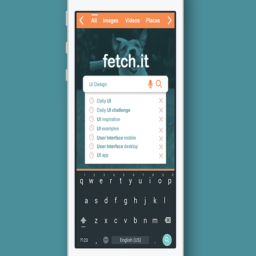 All Images Videos Places
fetch.it
UI Design
Daily UI
Daily UI challenge
UI inspiration
UI examples
User Interface mobile
User Interface desktop
UI app
q w e r t y u i o p
a s d f g h j k l
z x c v b n m
?123 , English (US) .